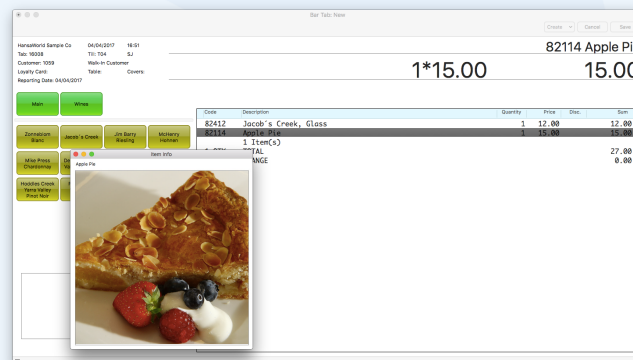 Bar Tab: New
Create Cancel Save
HansaWorld Sample Co 04/04/2017 16:51
Tab: 16008 Till: T04 SJ
Customer: 1059 Walk-in Customer
Loyalty Card: Table: Covers:
Reporting Date: 04/04/2017
82114 Apple Pi
1*15.00 15.00
Main Wines
Code Description Quantity Price Disc. Sum
82412 Jacob's Creek, Glass 1 12.00 12.00
82114 Apple Pie 1 15.00 15.00
1 Item(s)
TAL 27.00
ANGE 0.00
Zonneblom Blanc
Jacob's Creek
Jim Barry Riesling
McHenry Hohnen
Mike Press Chardonnay
Hoddles Creek Yarra Valley Pinot Noir
Item Info
Apple Pie